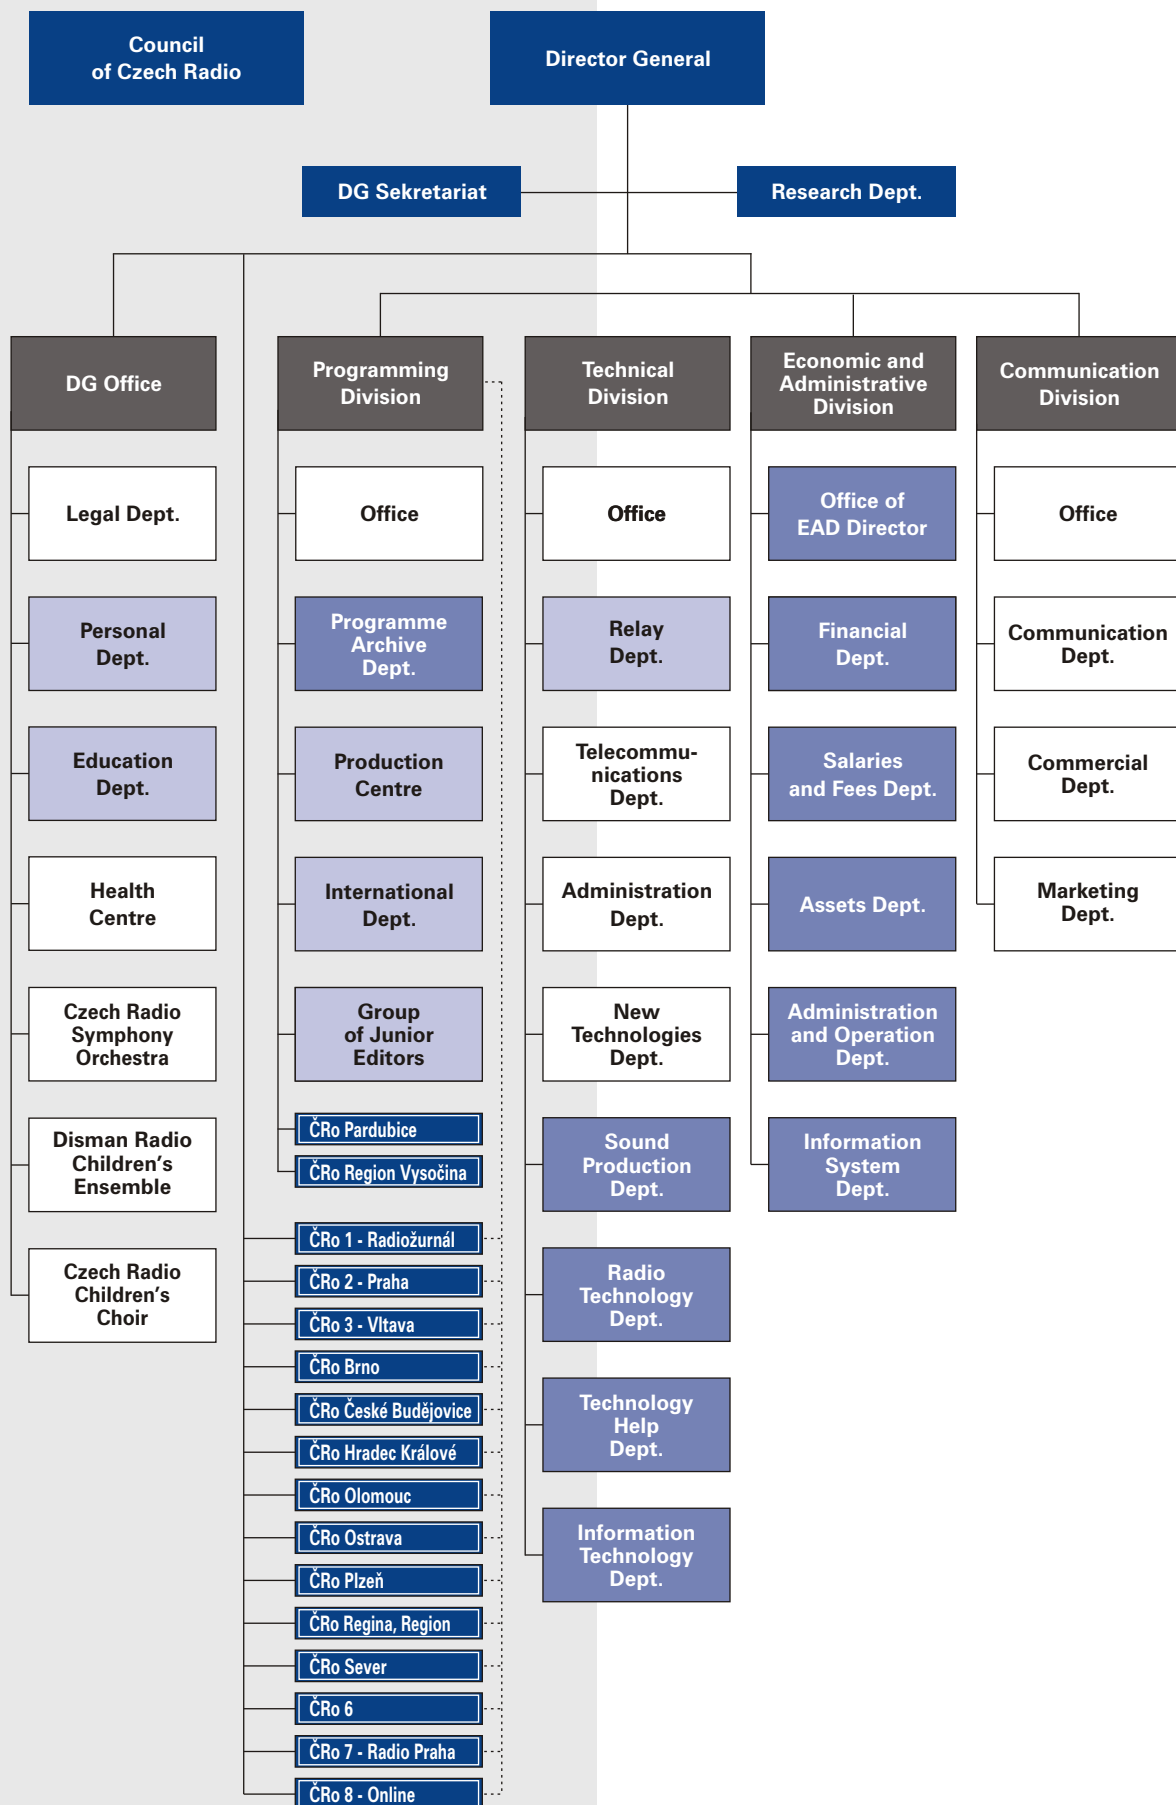 Council
of Czech Radio
Director General
DG Sekretariat
Research Dept.
DG Office
Programming
Division
Technical
Division
Economic and
Administrative
Division
Communication
Division
Legal Dept.
Office
Office
Office of
EAD Director
Office
Personal
Dept.
Programme
Archive
Dept.
Relay
Dept.
Financial
Dept.
Communication
Dept.
Education
Dept.
Production
Centre
Telecommu-
nications
Dept.
Salaries
and Fees Dept.
Commercial
Dept.
Health
Centre
International
Dept.
Administration
Dept.
Assets Dept.
Marketing
Dept.
Czech Radio
Symphony
Orchestra
Group
of Junior
Editors
New
Technologies
Dept.
Administration
and Operation
Dept.
Disman Radio
Children's
Ensemble
ČRo Pardubice
ČRo Region Vysočina
Sound
Production
Dept.
Information
System
Dept.
Czech Radio
Children's
Choir
ČRo 1 - Radiožurnál
ČRo 2 - Praha
ČRo 3 - Vltava
ČRo Brno
ČRo České Budějovice
ČRo Hradec Králové
ČRo Olomouc
ČRo Ostrava
ČRo Plzeň
ČRo Regina, Region
ČRo Sever
ČRo 6
ČRo 7 - Radio Praha
ČRo 8 - Online
Radio
Technology
Dept.
Technology
Help
Dept.
Information
Technology
Dept.